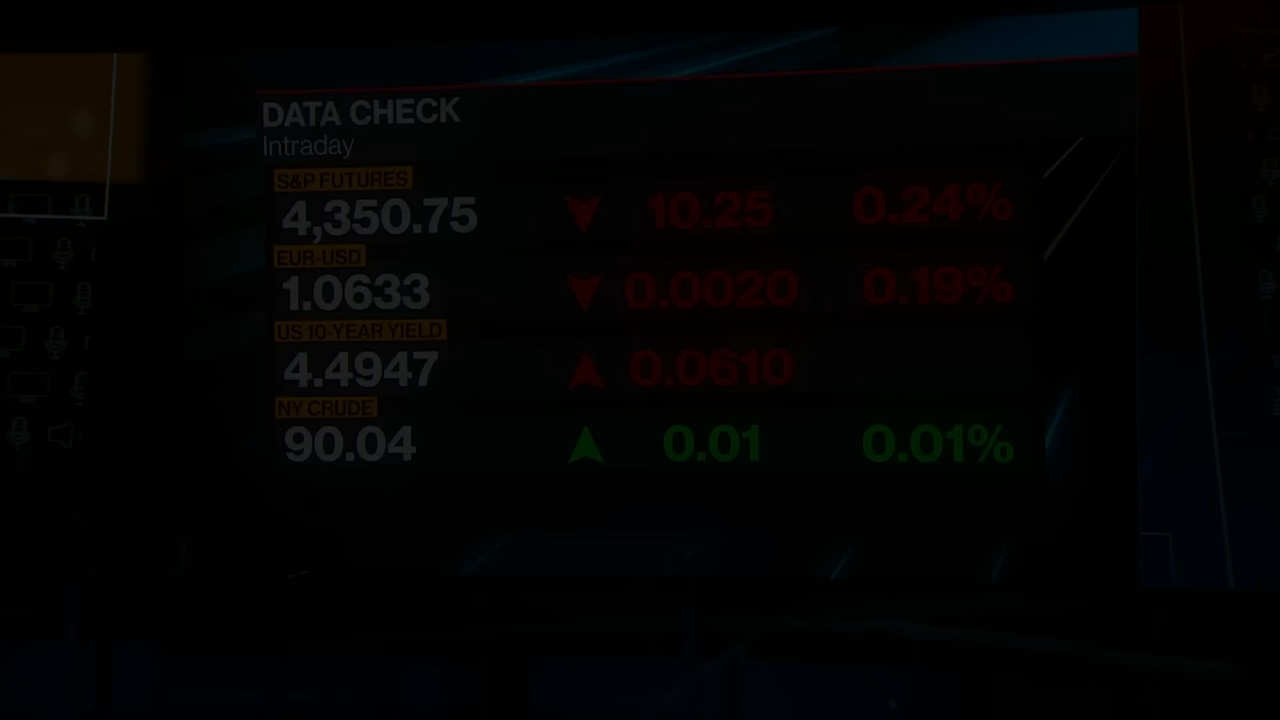 DATA CHECK
Intraday
S&P FUTURES
4,350.75 10.25 0.24%
EUR-USD
1.0633 0.0020 0.19%
US 10-YEAR YIELD
4.4947 0.0610
NY CRUDE
90.04 0.01 0.01%